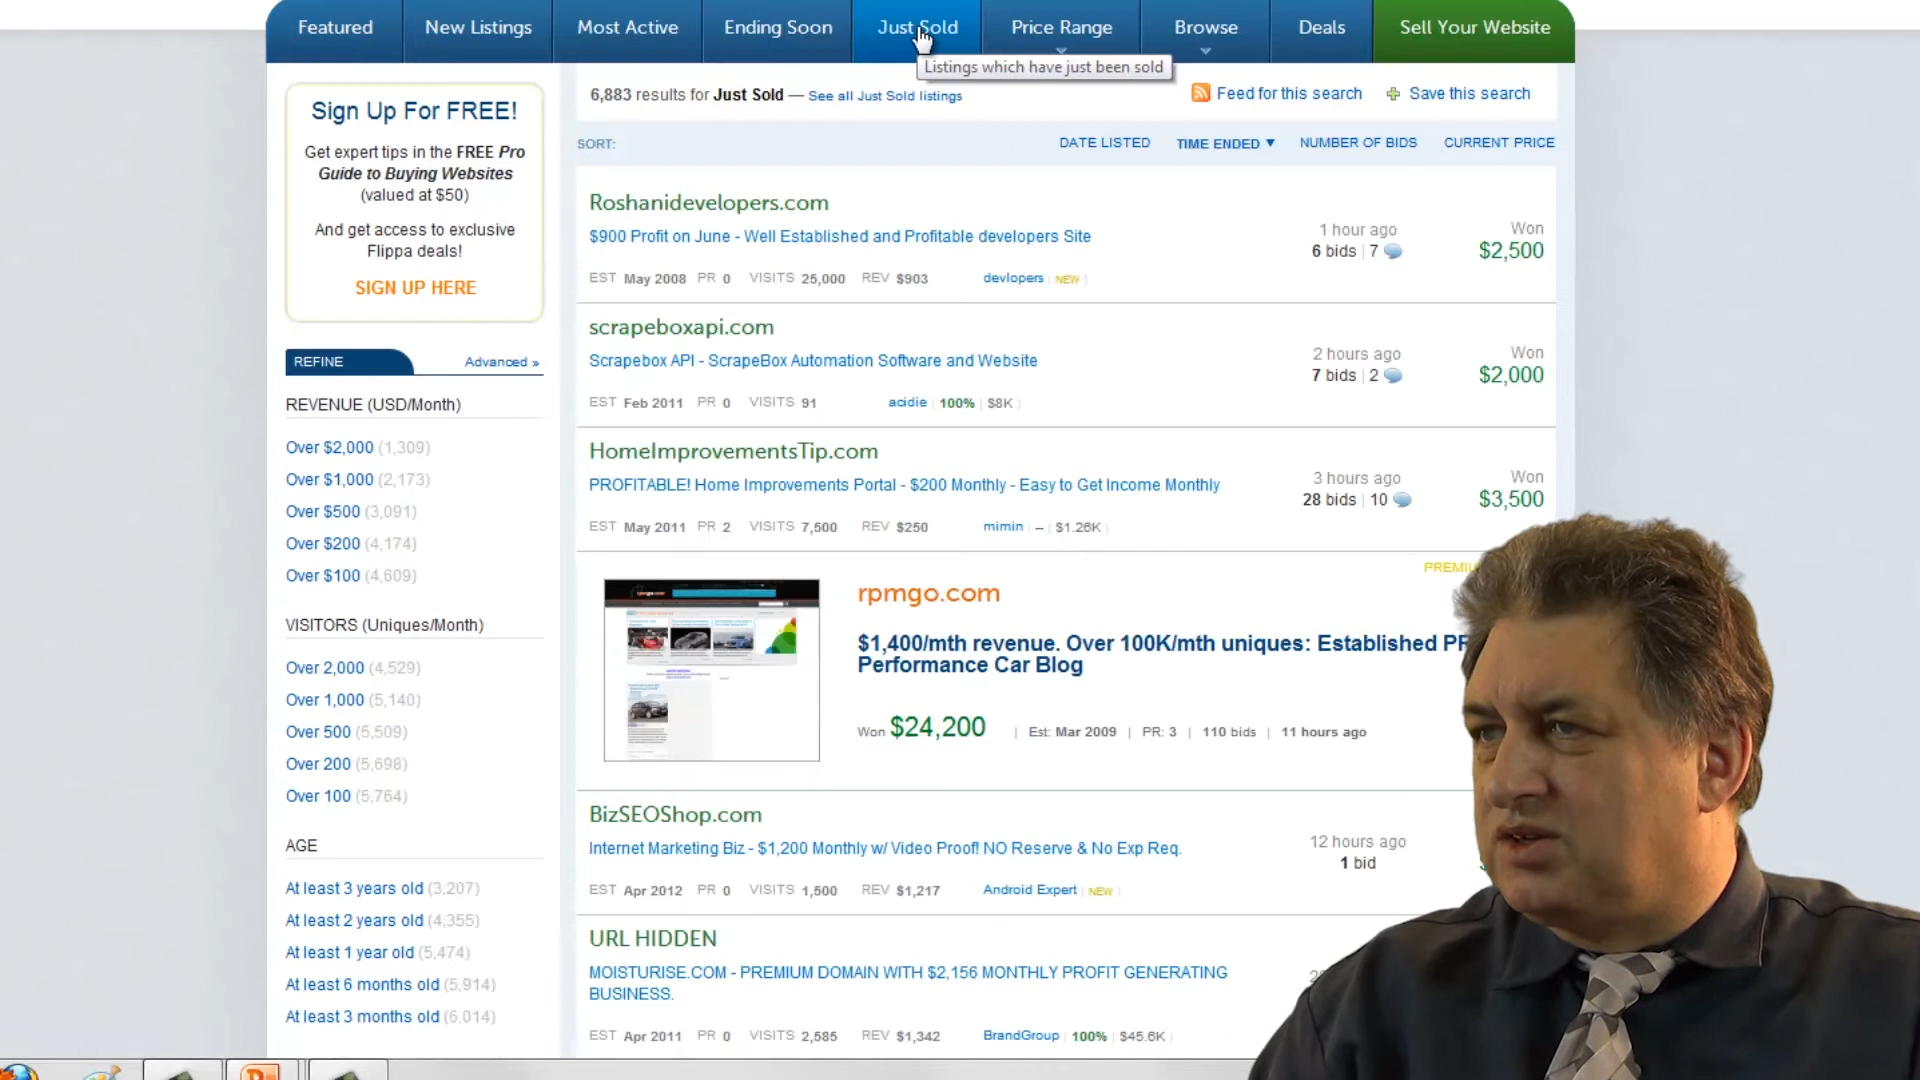 Featured
New Listings
Most Active
Ending Soon
Just Sold
Price Range
Browse
Deals
Sell Your Website
Listings which have just been sold
Sign Up For FREE!
Get expert tips in the FREE Pro
Guide to Buying Websites
(valued at $50)
And get access to exclusive
Flippa deals!
SIGN UP HERE
REFINE
Advanced »
REVENUE (USD/Month)
Over $2,000 (1,309)
Over $1,000 (2,173)
Over $500 (3,091)
Over $200 (4,174)
Over $100 (4,609)
VISITORS (Uniques/Month)
Over 2,000 (4,529)
Over 1,000 (5,140)
Over 500 (5,509)
Over 200 (5,698)
Over 100 (5,764)
AGE
At least 3 years old (3,207)
At least 2 years old (4,355)
At least 1 year old (5,474)
At least 6 months old (5,914)
At least 3 months old (6,014)
6,883 results for Just Sold — See all Just Sold listings
Feed for this search
Save this search
SORT:
DATE LISTED
TIME ENDED ▼
NUMBER OF BIDS
CURRENT PRICE
Roshanidevelopers.com
$900 Profit on June - Well Established and Profitable developers Site
EST May 2008 PR 0 VISITS 25,000 REV $903 devlopers | NEW
1 hour ago
6 bids | 7
Won
$2,500
scrapeboxapi.com
Scrapebox API - ScrapeBox Automation Software and Website
EST Feb 2011 PR 0 VISITS 91 acidie | 100% | $8K
2 hours ago
7 bids | 2
Won
$2,000
HomeImprovementsTip.com
PROFITABLE! Home Improvements Portal - $200 Monthly - Easy to Get Income Monthly
EST May 2011 PR 2 VISITS 7,500 REV $250 mimin | – | $1.26K
3 hours ago
28 bids | 10
Won
$3,500
rpmgo.com
$1,400/mth revenue. Over 100K/mth uniques: Established
Performance Car Blog
Won $24,200 | Est: Mar 2009 | PR: 3 | 110 bids | 11 hours ago
BizSEOShop.com
Internet Marketing Biz - $1,200 Monthly w/ Video Proof! NO Reserve & No Exp Req.
EST Apr 2012 PR 0 VISITS 1,500 REV $1,217 Android Expert | NEW
12 hours ago
1 bid
URL HIDDEN
MOISTURISE.COM - PREMIUM DOMAIN WITH $2,156 MONTHLY PROFIT GENERATING
BUSINESS.
EST Apr 2011 PR 0 VISITS 2,585 REV $1,342 BrandGroup | 100% | $45.6K